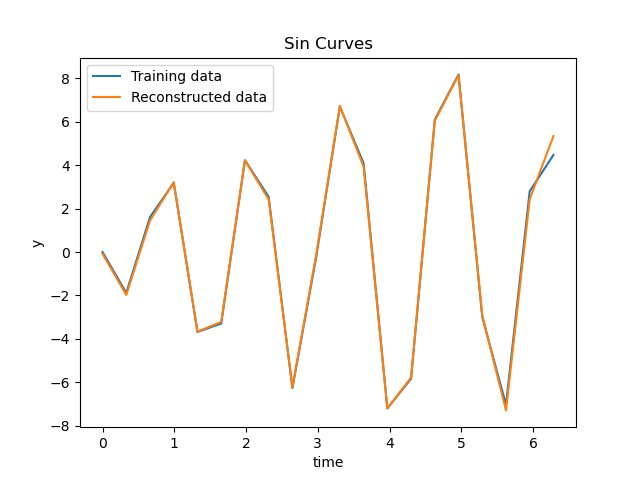 Sin Curves
Training data
Reconstructed data
y
8
6
4
2
0
−2
−4
−6
−8
0 1 2 3 4 5 6
time